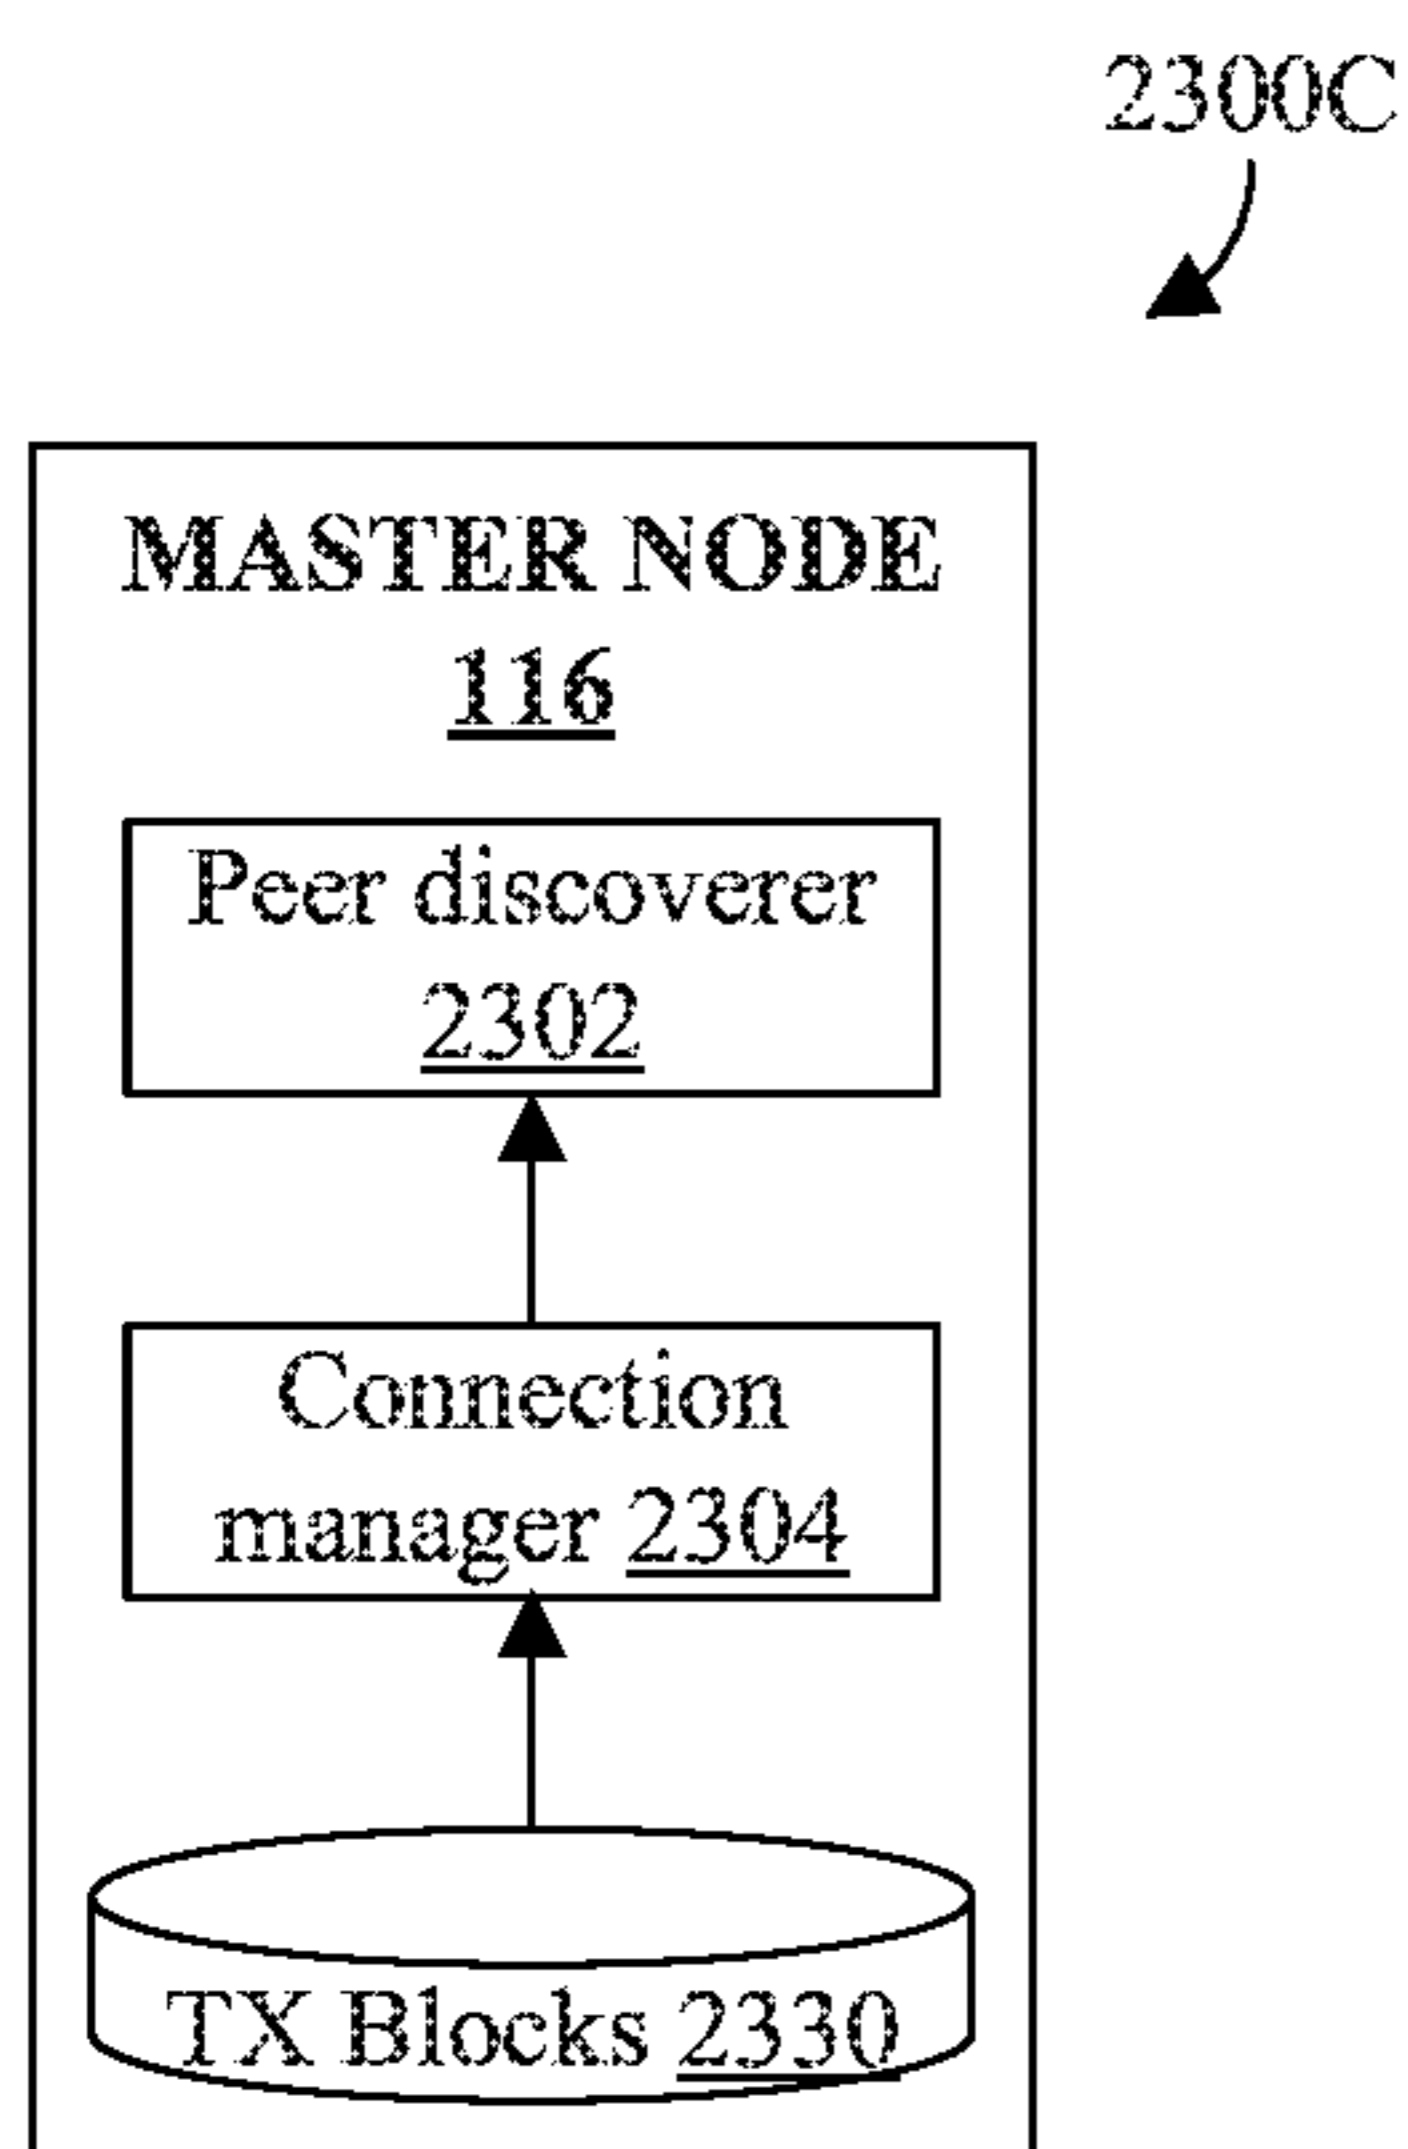 2300C
MASTER NODE
116
Peer discoverer
2302
Connection
manager 2304
TX Blocks 2330